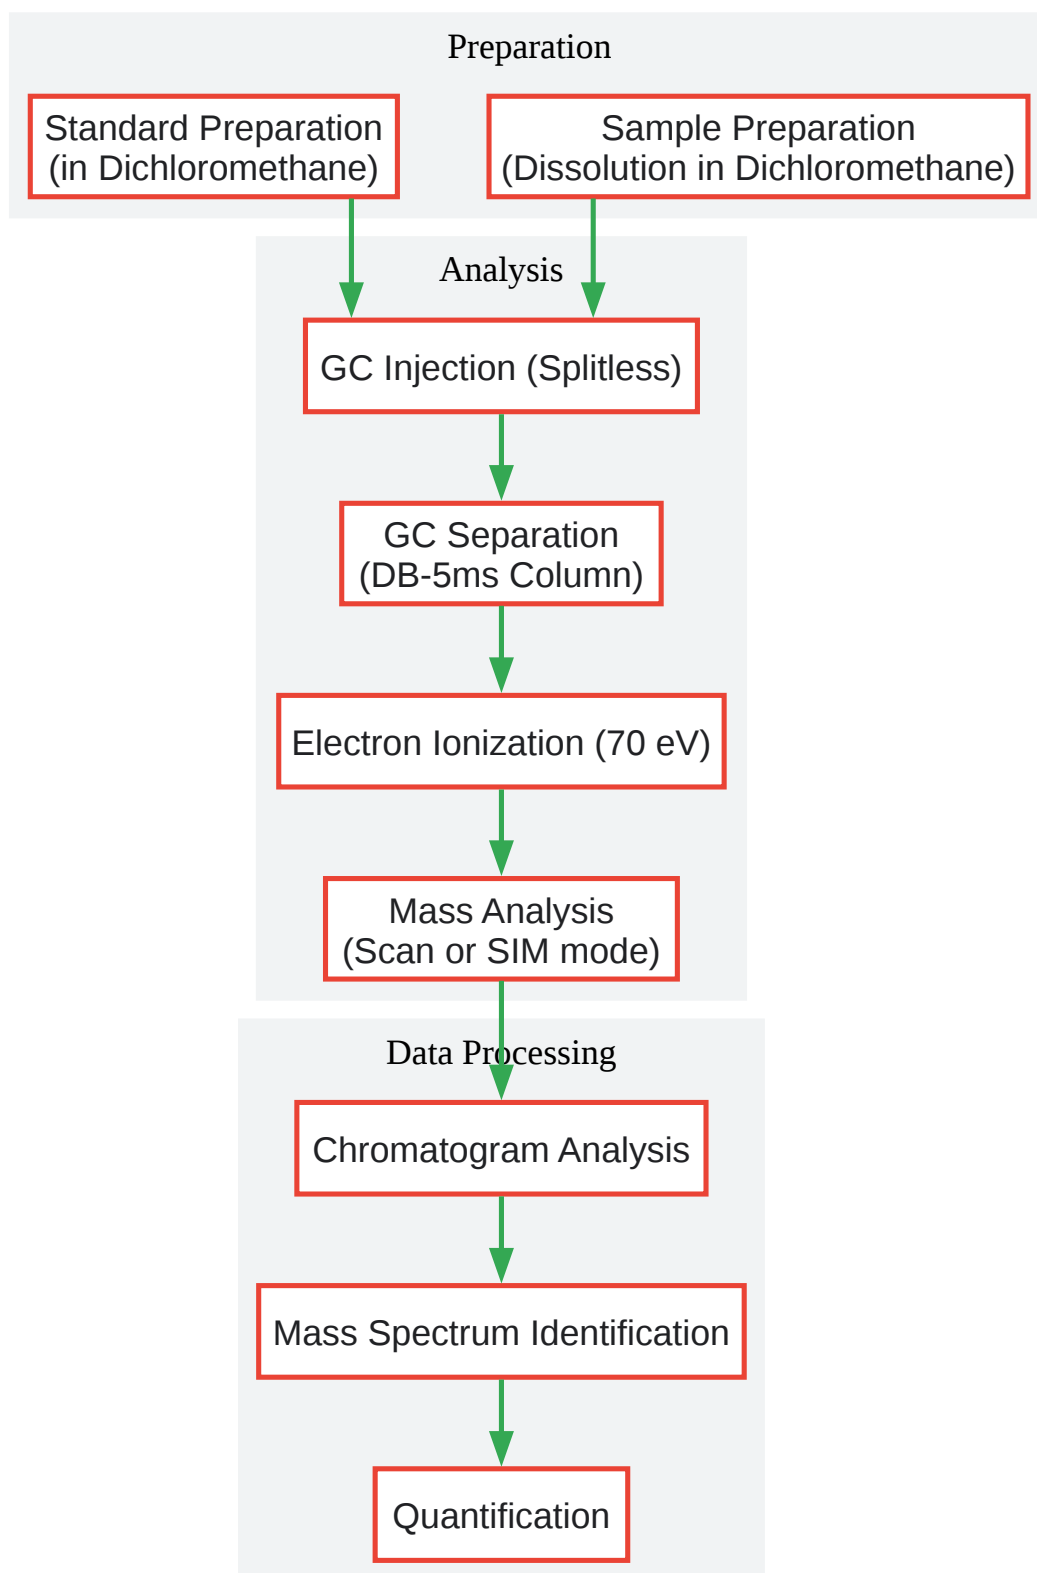 Preparation
Standard Preparation
(in Dichloromethane)
Sample Preparation
(Dissolution in Dichloromethane)
Analysis
GC Injection (Splitless)
GC Separation
(DB-5ms Column)
Electron Ionization (70 eV)
Mass Analysis
(Scan or SIM mode)
Data Processing
Chromatogram Analysis
Mass Spectrum Identification
Quantification